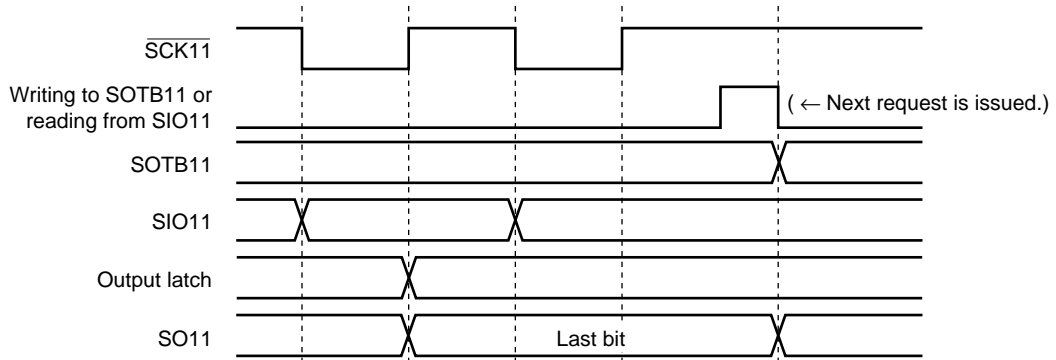 SCK11
Writing to SOTB11 or
reading from SIO11
( ← Next request is issued.)
SOTB11
SIO11
Output latch
SO11
Last bit